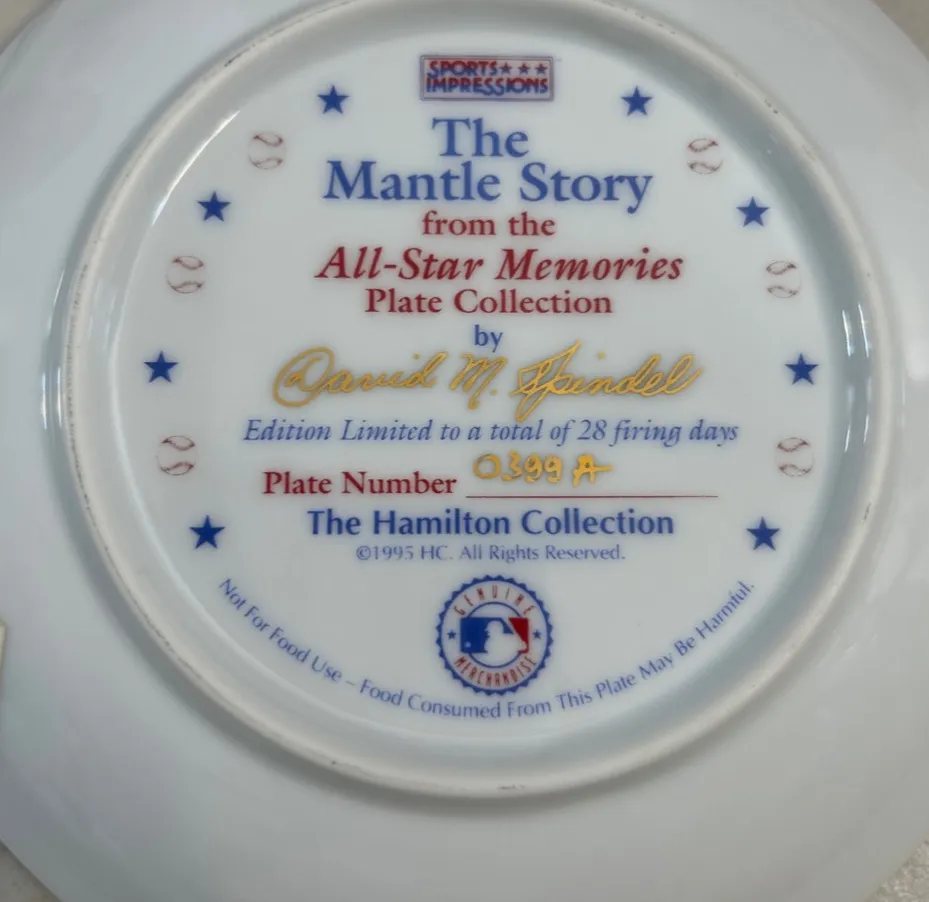 SPORTS★★★
IMPRESSIONS
The
Mantle Story
from the
All-Star Memories
Plate Collection
by
David M. Spindel
Edition Limited to a total of 28 firing days
Plate Number 0399 A
The Hamilton Collection
©1995 HC. All Rights Reserved.
GENUINE
MERCHANDISE
Not For Food Use – Food Consumed From This Plate May Be Harmful.